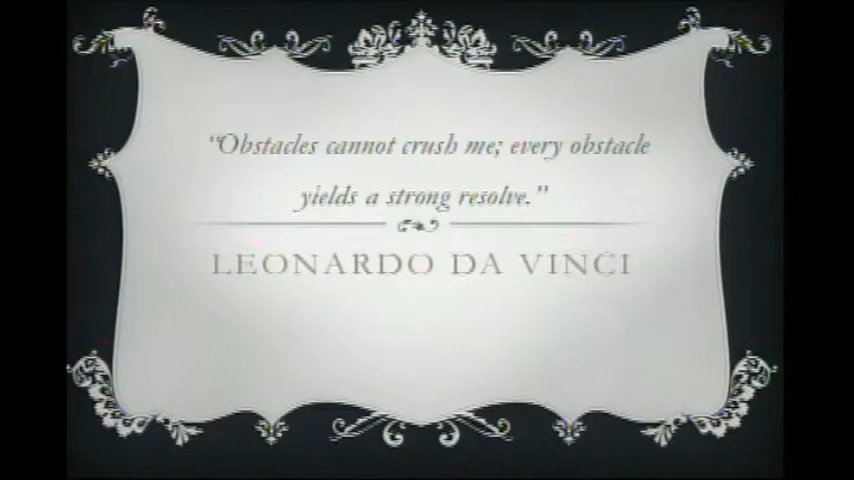 “Obstacles cannot crush me; every obstacle
yields a strong resolve.”
LEONARDO DA VINCI